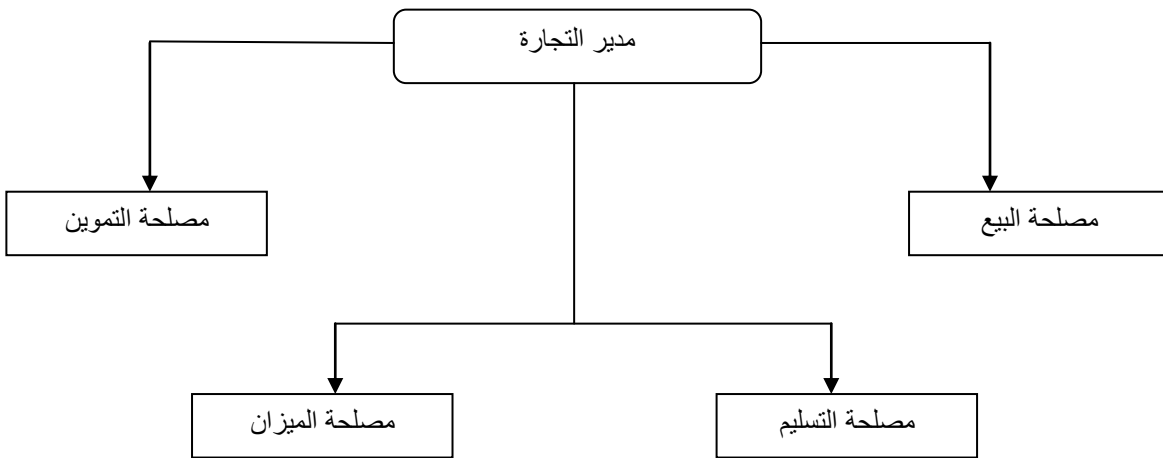 مدير التجارة
مصلحة البيع
مصلحة التموين
مصلحة التسليم
مصلحة الميزان